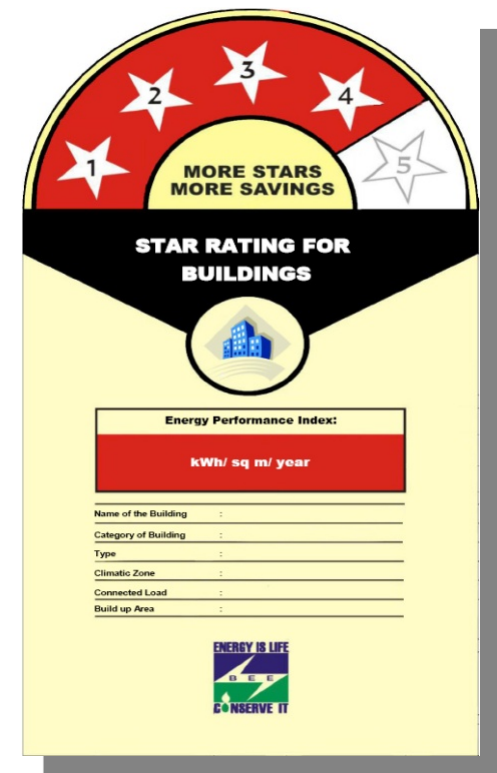 1
2
3
4
5
MORE STARS
MORE SAVINGS
STAR RATING FOR
BUILDINGS
Energy Performance Index:
kWh/ sq m/ year
Name of the Building :
Category of Building :
Type :
Climatic Zone :
Connected Load :
Build up Area :
ENERGY IS LIFE
BEE
CONSERVE IT